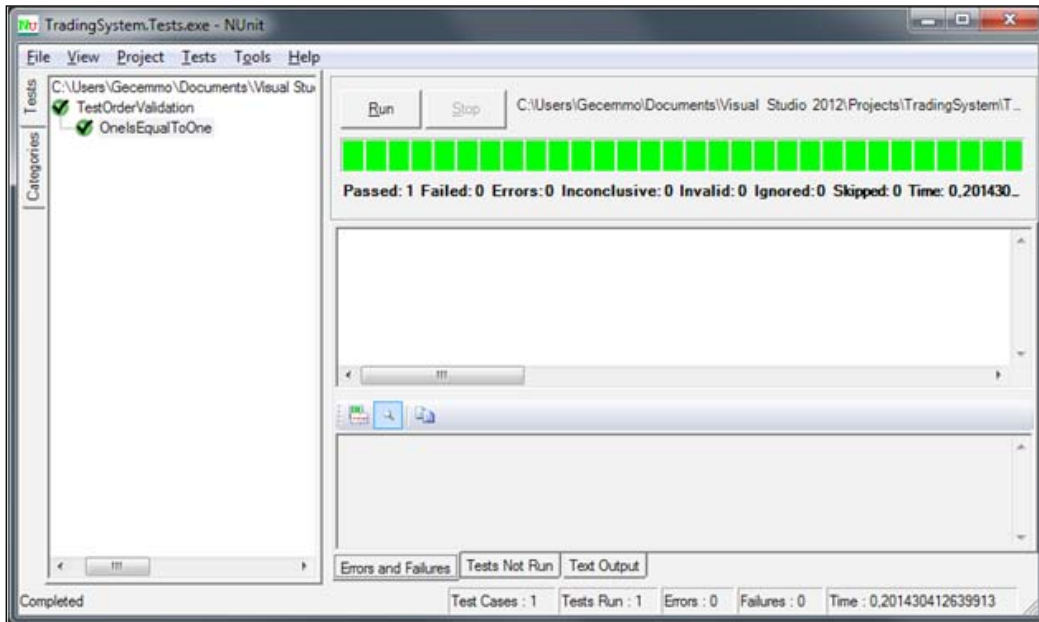 Nu TradingSystem.Tests.exe - NUnit
File View Project Tests Tools Help
Tests
Categories
C:\Users\Gecemmo\Documents\Visual Stu
TestOrderValidation
OneIsEqualToOne
Run
Stop
C:\Users\Gecemmo\Documents\Visual Studio 2012\Projects\TradingSystem\T...
Passed: 1 Failed: 0 Errors: 0 Inconclusive: 0 Invalid: 0 Ignored: 0 Skipped: 0 Time: 0,201430...
Errors and Failures
Tests Not Run
Text Output
Completed
Test Cases : 1
Tests Run : 1
Errors : 0
Failures : 0
Time : 0,201430412639913